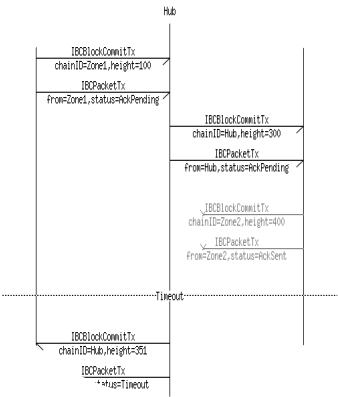 Hub
IBCBlockCommitTx
chainID=Zone1,height=100
IBCPacketTx
from=Zone1,status=AckPending
IBCBlockCommitTx
chainID=Hub,height=300
IBCPacketTx
from=Hub,status=AckPending
IBCBlockCommitTx
chainID=Zone2,height=400
IBCPacketTx
from=Zone2,status=AckSent
Timeout
IBCBlockCommitTx
chainID=Hub,height=351
IBCPacketTx
status=Timeout